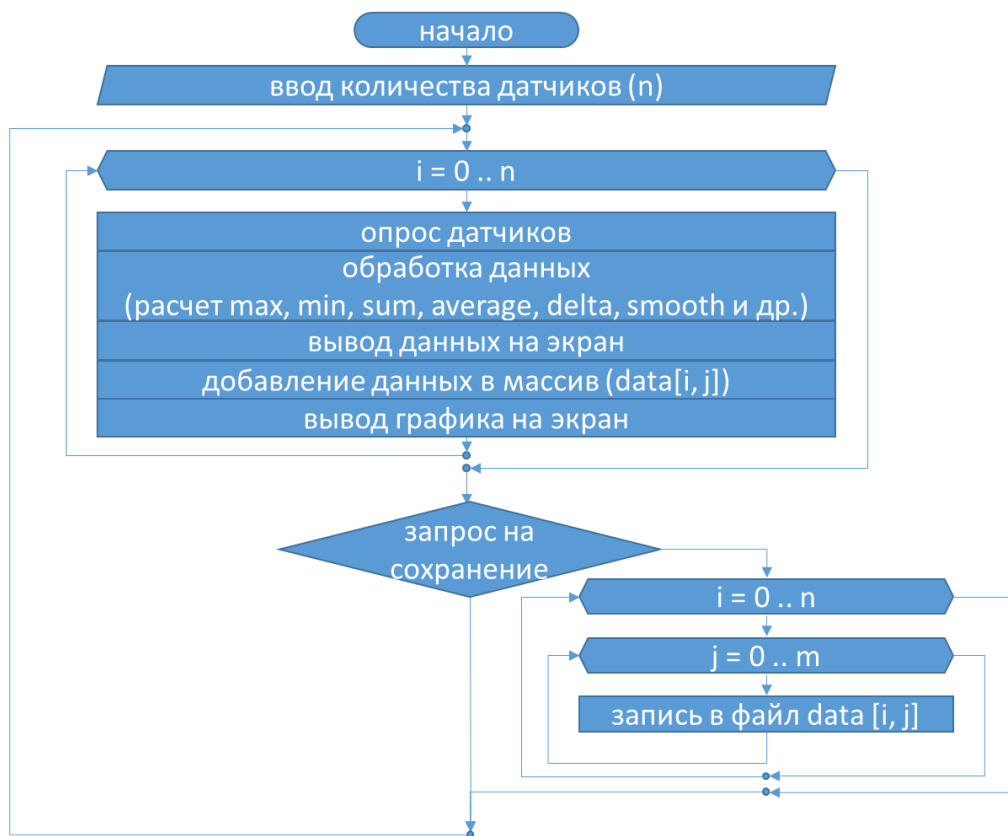 начало
ввод количества датчиков (n)
i = 0 .. n
опрос датчиков
обработка данных
(расчет max, min, sum, average, delta, smooth и др.)
вывод данных на экран
добавление данных в массив (data[i, j])
вывод графика на экран
запрос на
сохранение
i = 0 .. n
j = 0 .. m
запись в файл data [i, j]